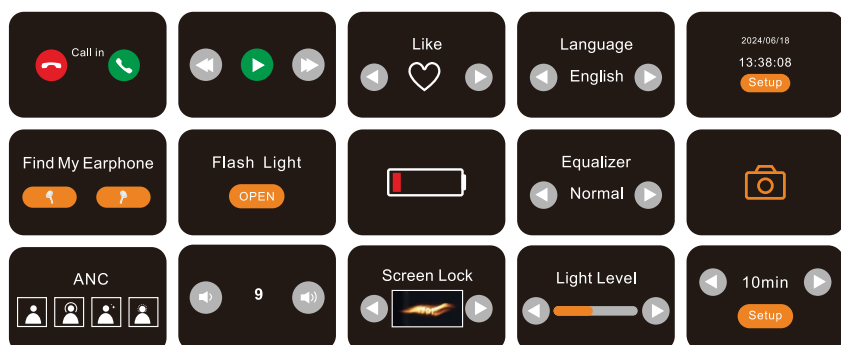 Call in
Like
Language
English
2024/06/18
13:38:08
Setup
Find My Earphone
Flash Light
OPEN
Equalizer
Normal
ANC
9
Screen Lock
Light Level
10min
Setup